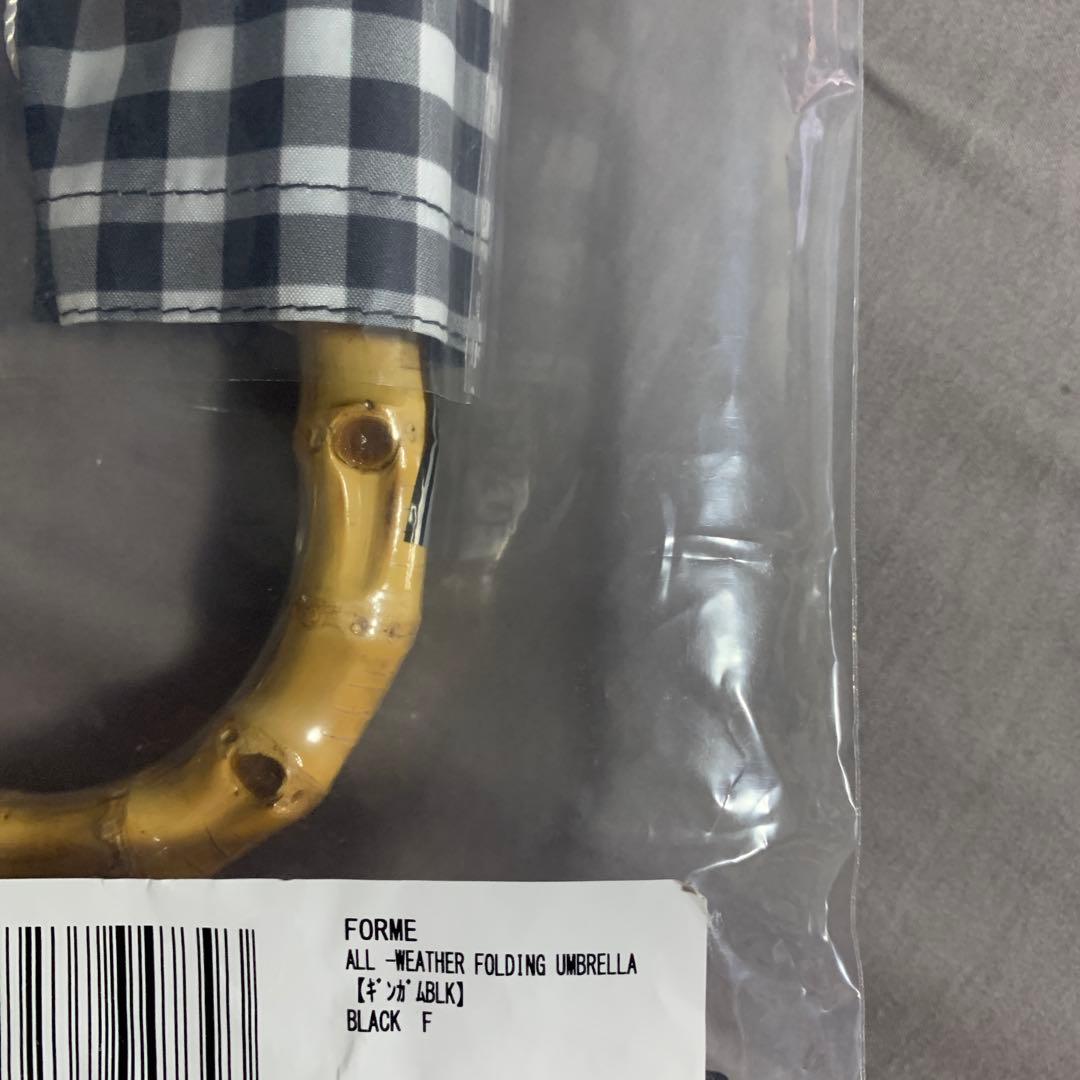 FORME
ALL -WEATHER FOLDING UMBRELLA
【ｷﾞﾝｶﾞﾑBLK】
BLACK F